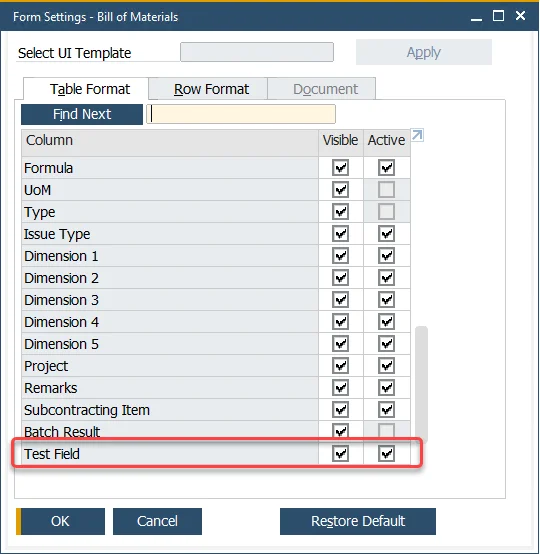 Form Settings - Bill of Materials
Select UI Template
Apply
Table Format Row Format Document
Find Next
Column Visible Active
Formula
UoM
Type
Issue Type
Dimension 1
Dimension 2
Dimension 3
Dimension 4
Dimension 5
Project
Remarks
Subcontracting Item
Batch Result
Test Field
OK Cancel Restore Default